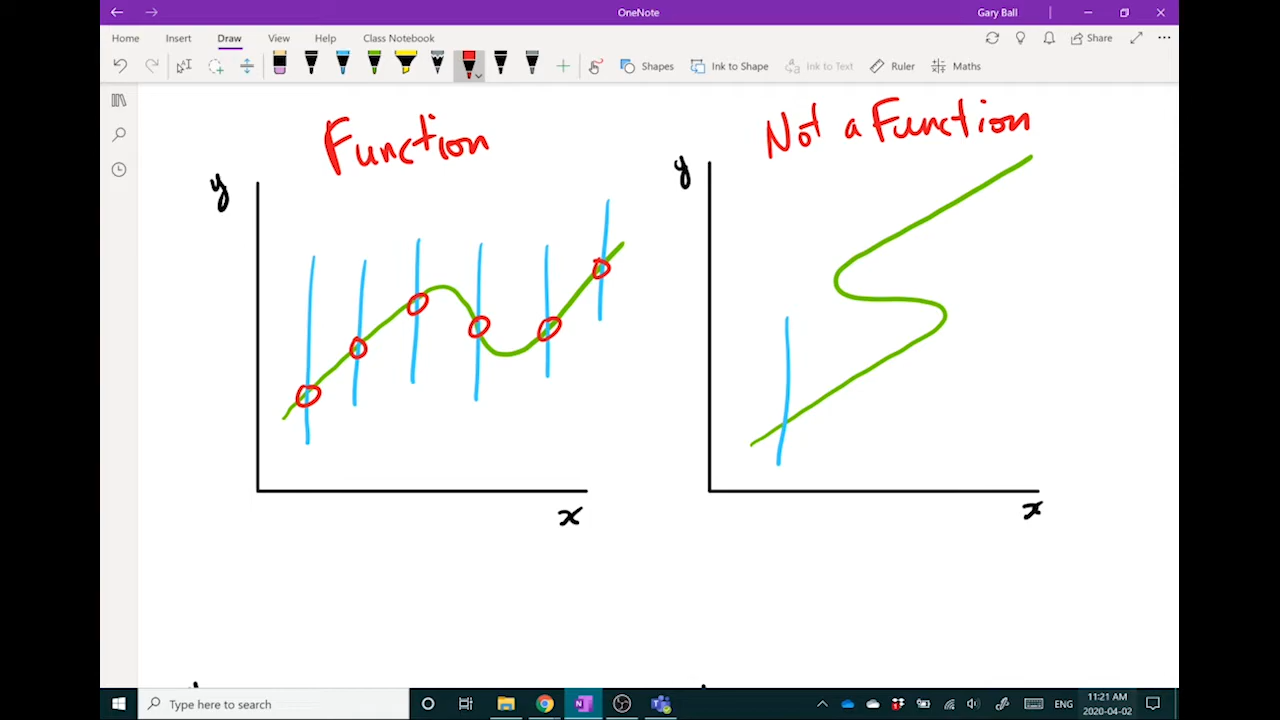 OneNote
Gary Ball
Home Insert Draw View Help Class Notebook
Share
Shapes Ink to Shape Ink to Text Ruler Maths
Function
Not a Function
y
y
x
x
Type here to search
ENG
11:21 AM
2020-04-02